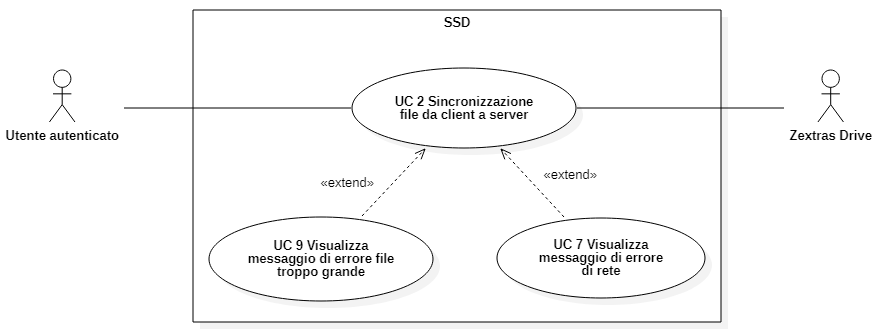 SSD
UC 2 Sincronizzazione
file da client a server
Utente autenticato
Zextras Drive
«extend»
«extend»
UC 9 Visualizza
messaggio di errore file
troppo grande
UC 7 Visualizza
messaggio di errore
di rete